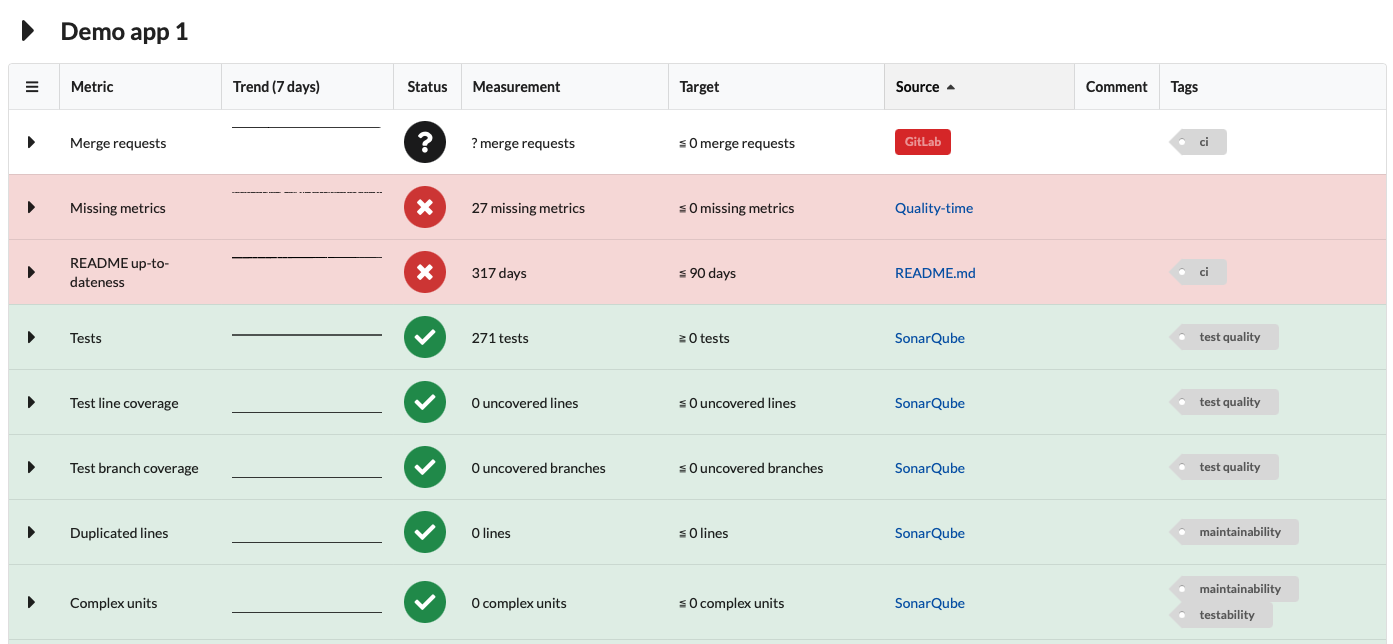 Demo app 1
Metric Trend (7 days) Status Measurement Target Source Comment Tags
Merge requests ? ? merge requests ≤ 0 merge requests GitLab ci
Missing metrics 27 missing metrics ≤ 0 missing metrics Quality-time
README up-to-
dateness 317 days ≤ 90 days README.md ci
Tests 271 tests ≥ 0 tests SonarQube test quality
Test line coverage 0 uncovered lines ≤ 0 uncovered lines SonarQube test quality
Test branch coverage 0 uncovered branches ≤ 0 uncovered branches SonarQube test quality
Duplicated lines 0 lines ≤ 0 lines SonarQube maintainability
Complex units 0 complex units ≤ 0 complex units SonarQube maintainability
testability